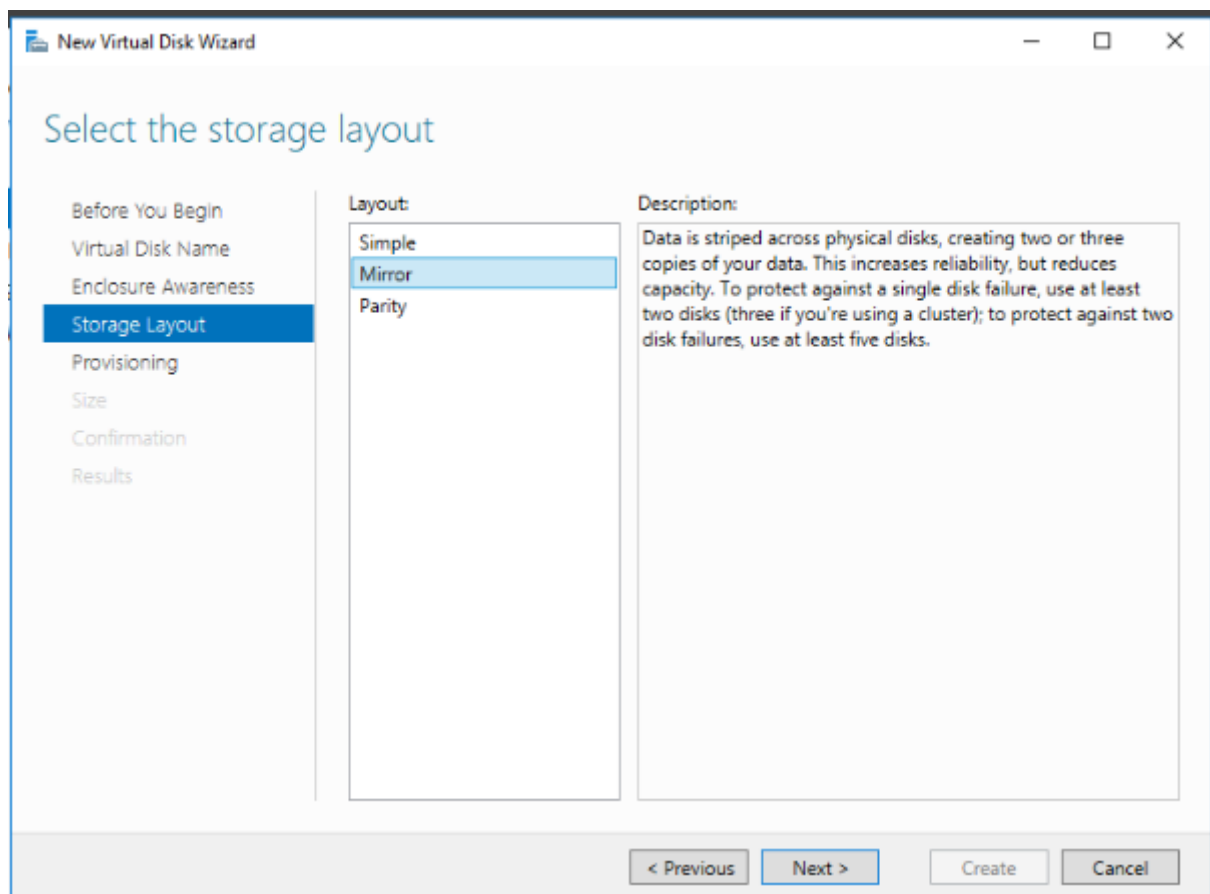 New Virtual Disk Wizard
Select the storage layout
Before You Begin
Virtual Disk Name
Enclosure Awareness
Storage Layout
Provisioning
Size
Confirmation
Results
Layout:
Simple
Mirror
Parity
Description:
Data is striped across physical disks, creating two or three
copies of your data. This increases reliability, but reduces
capacity. To protect against a single disk failure, use at least
two disks (three if you're using a cluster); to protect against two
disk failures, use at least five disks.
< Previous
Next >
Create
Cancel